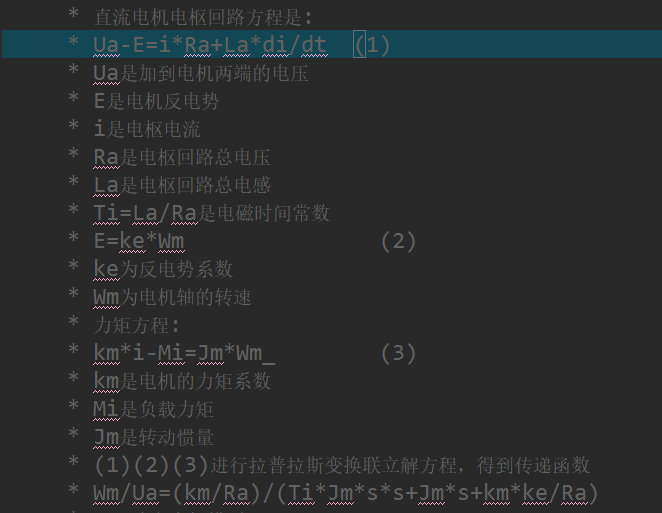 * 直流电机电枢回路方程是:
* Ua-E=i*Ra+La*di/dt (1)
* Ua是加到电机两端的电压
* E是电机反电势
* i是电枢电流
* Ra是电枢回路总电压
* La是电枢回路总电感
* Ti=La/Ra是电磁时间常数
* E=ke*Wm (2)
* ke为反电势系数
* Wm为电机轴的转速
* 力矩方程:
* km*i-Mi=Jm*Wm_ (3)
* km是电机的力矩系数
* Mi是负载力矩
* Jm是转动惯量
* (1)(2)(3)进行拉普拉斯变换联立解方程，得到传递函数
* Wm/Ua=(km/Ra)/(Ti*Jm*s*s+Jm*s+km*ke/Ra)